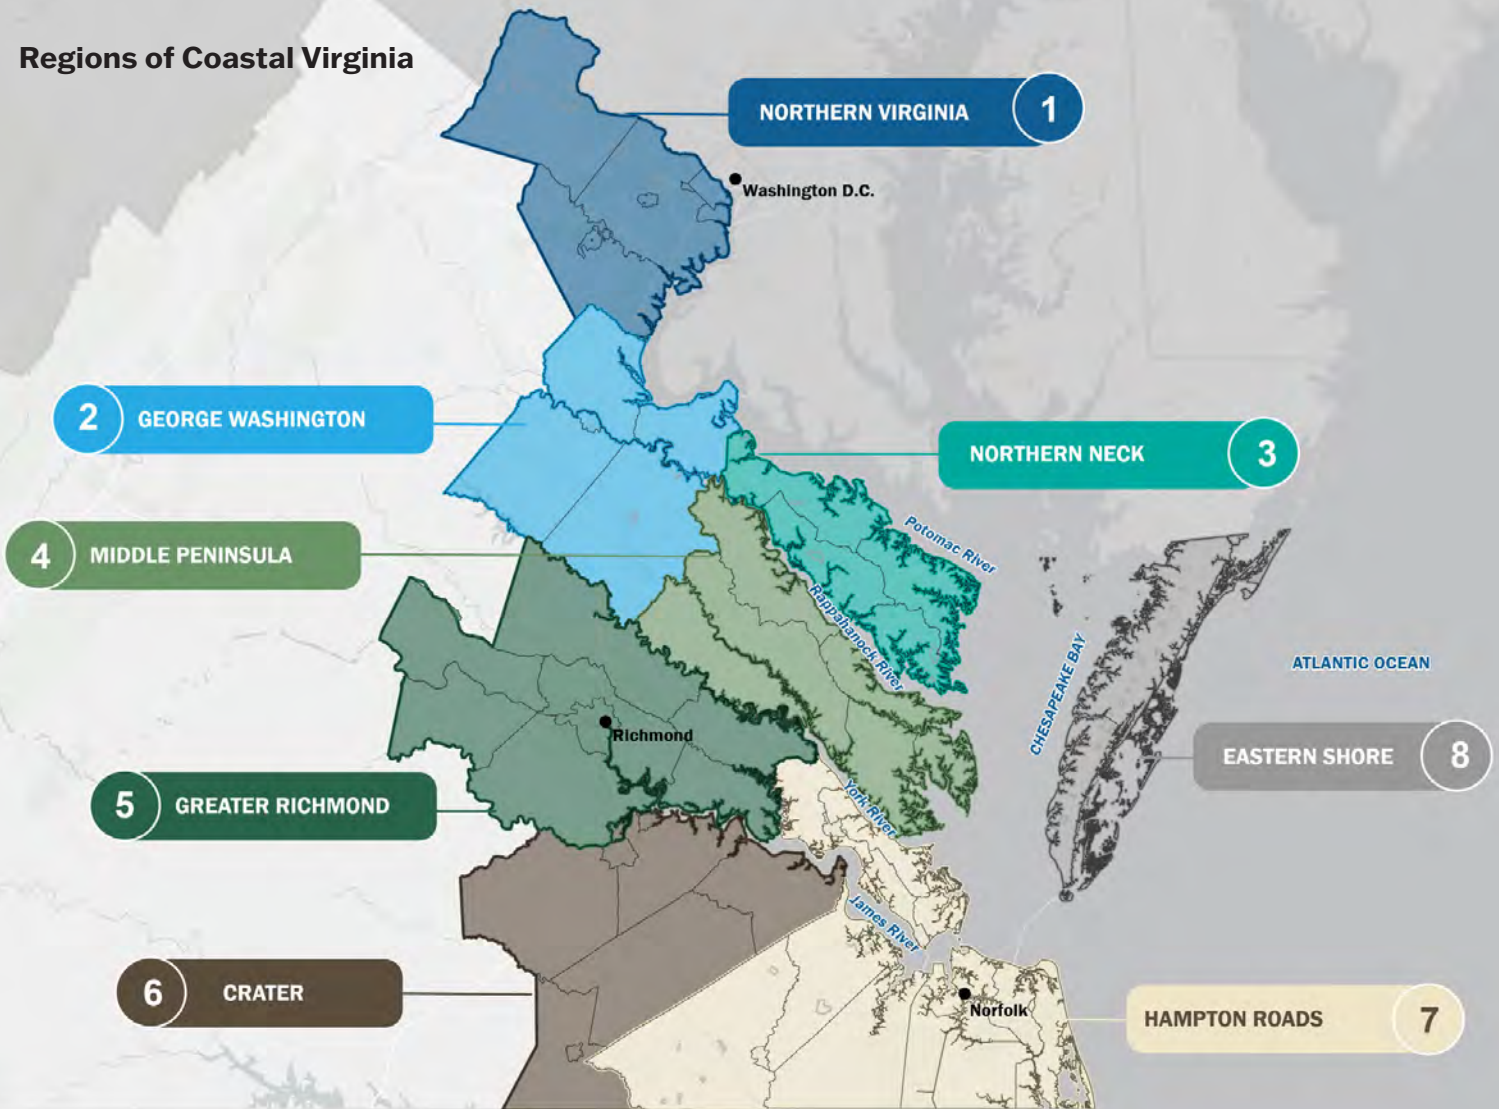 Regions of Coastal Virginia
NORTHERN VIRGINIA 1
Washington D.C.
2 GEORGE WASHINGTON
NORTHERN NECK 3
4 MIDDLE PENINSULA
Potomac River
Rappahanock River
CHESAPEAKE BAY
ATLANTIC OCEAN
Richmond
EASTERN SHORE 8
5 GREATER RICHMOND
York River
James River
6 CRATER
Norfolk
HAMPTON ROADS 7